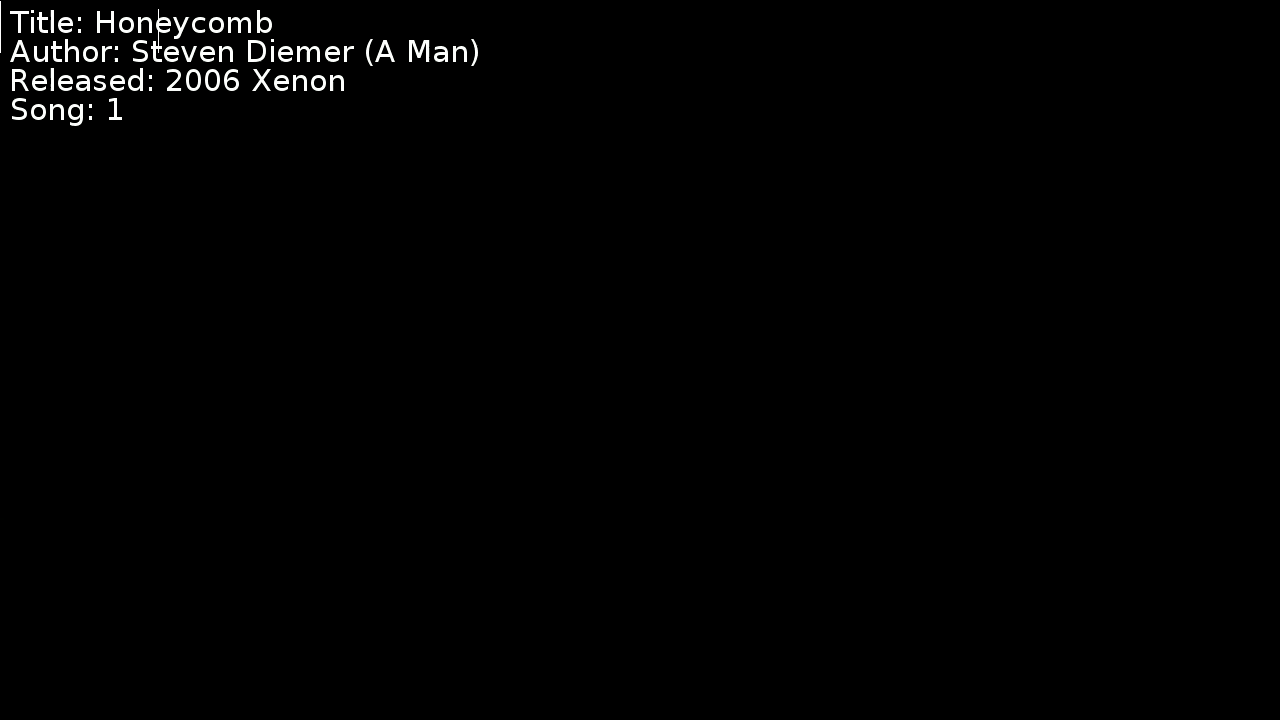 Title: Honeycomb
Author: Steven Diemer (A Man)
Released: 2006 Xenon
Song: 1